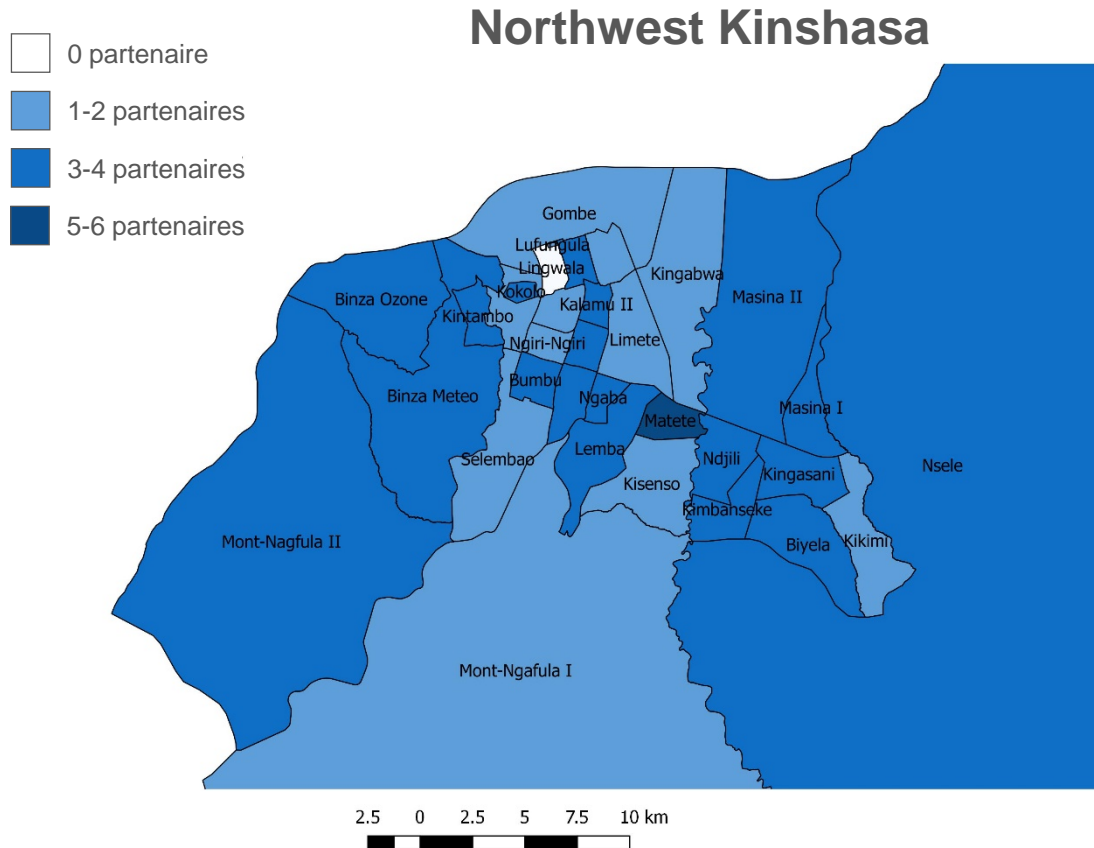 Northwest Kinshasa
0 partenaire
1-2 partenaires
3-4 partenaires
5-6 partenaires
Gombe
Lufungula
Lingwala
Kingabwa
Kokolo
Binza Ozone
Masina II
Kalamu II
Kintambo
Ngiri-Ngiri
Limete
Bumbu
Binza Meteo
Ngaba
Masina I
Matete
Lemba
Selembao
Ndjili
Nsele
Kingasani
Kisenso
Kimbanseke
Mont-Nagfula II
Biyela
Kikimi
Mont-Ngafula I
2.5 0 2.5 5 7.5 10 km